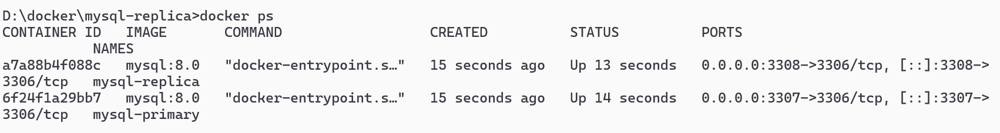 D:\docker\mysql-replica>docker ps
CONTAINER ID   IMAGE       COMMAND                  CREATED          STATUS          PORTS
           NAMES
a7a88b4f088c   mysql:8.0   "docker-entrypoint.s…"   15 seconds ago   Up 13 seconds   0.0.0.0:3308->3306/tcp, [::]:3308->
3306/tcp   mysql-replica
6f24f1a29bb7   mysql:8.0   "docker-entrypoint.s…"   15 seconds ago   Up 14 seconds   0.0.0.0:3307->3306/tcp, [::]:3307->
3306/tcp   mysql-primary